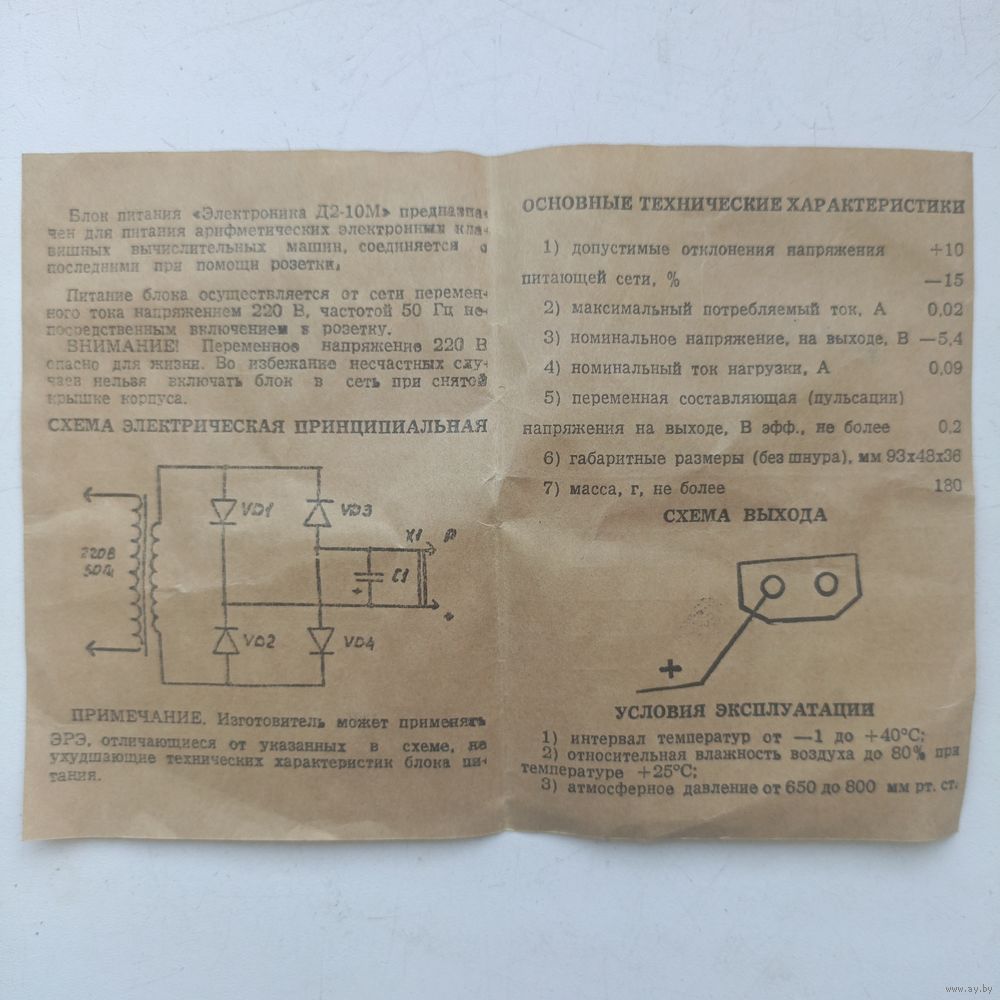 Блок питания «Электроника Д2-10М» предназна-
чен для питания арифметических электронных кла-
вишных вычислительных машин, соединяется с
последними при помощи розетки.
Питание блока осуществляется от сети перемен-
ного тока напряжением 220 В, частотой 50 Гц не-
посредственным включением в розетку.
ВНИМАНИЕ! Переменное напряжение 220 В
опасно для жизни. Во избежание несчастных слу-
чаев нельзя включать блок в сеть при снятой
крышке корпуса.
СХЕМА ЭЛЕКТРИЧЕСКАЯ ПРИНЦИПИАЛЬНАЯ
VD1
VD3
X1
220В
50Гц
C1
+
+
VD2
VD4
ПРИМЕЧАНИЕ. Изготовитель может применять
ЭРЭ, отличающиеся от указанных в схеме, не
ухудшающие технических характеристик блока пи-
тания.
ОСНОВНЫЕ ТЕХНИЧЕСКИЕ ХАРАКТЕРИСТИКИ
1) допустимые отклонения напряжения +10
питающей сети, % —15
2) максимальный потребляемый ток, А 0,02
3) номинальное напряжение, на выходе, В —5,4
4) номинальный ток нагрузки, А 0,09
5) переменная составляющая (пульсации)
напряжения на выходе, В эфф., не более 0.2
6) габаритные размеры (без шнура), мм 93х48х36
7) масса, г, не более 180
СХЕМА ВЫХОДА
+
УСЛОВИЯ ЭКСПЛУАТАЦИИ
1) интервал температур от —1 до +40°С;
2) относительная влажность воздуха до 80% при
температуре +25°С;
3) атмосферное давление от 650 до 800 мм рт. ст.
www.ay.by